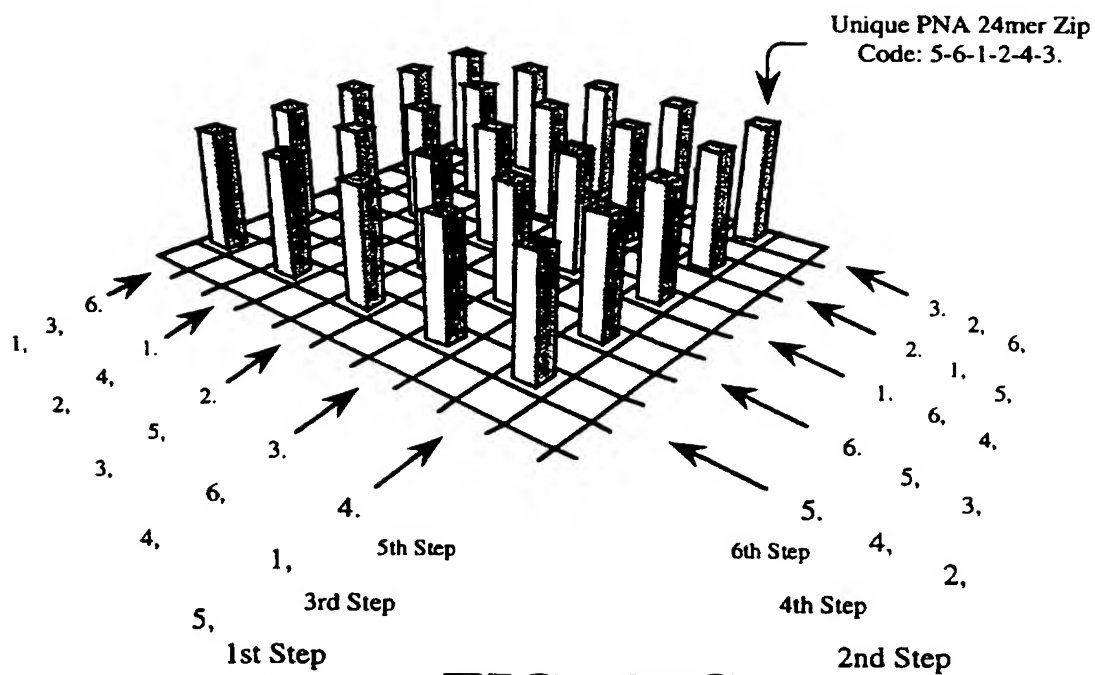 Unique PNA 24mer Zip
Code: 5-6-1-2-4-3.
1, 3, 6.
2, 4, 1.
3, 5, 2.
4, 6, 3.
5, 1, 4.
3. 2, 6,
2. 1, 5,
1. 6, 4,
6. 5, 3,
5. 4, 2,
5th Step
6th Step
3rd Step
4th Step
1st Step
2nd Step